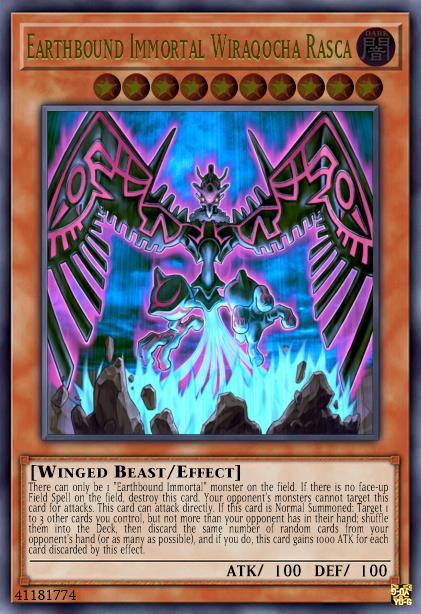 EARTHBOUND IMMORTAL WIRAQOCHA RASCA
DARK
闇
[WINGED BEAST/EFFECT]
There can only be 1 "Earthbound Immortal" monster on the field. If there is no face-up
Field Spell on the field, destroy this card. Your opponent's monsters cannot target this
card for attacks. This card can attack directly. If this card is Normal Summoned: Target 1
to 3 other cards you control, but not more than your opponent has in their hand; shuffle
them into the Deck, then discard the same number of random cards from your
opponent's hand (or as many as possible), and if you do, this card gains 1000 ATK for each
card discarded by this effect.
ATK/ 100 DEF/ 100
41181774